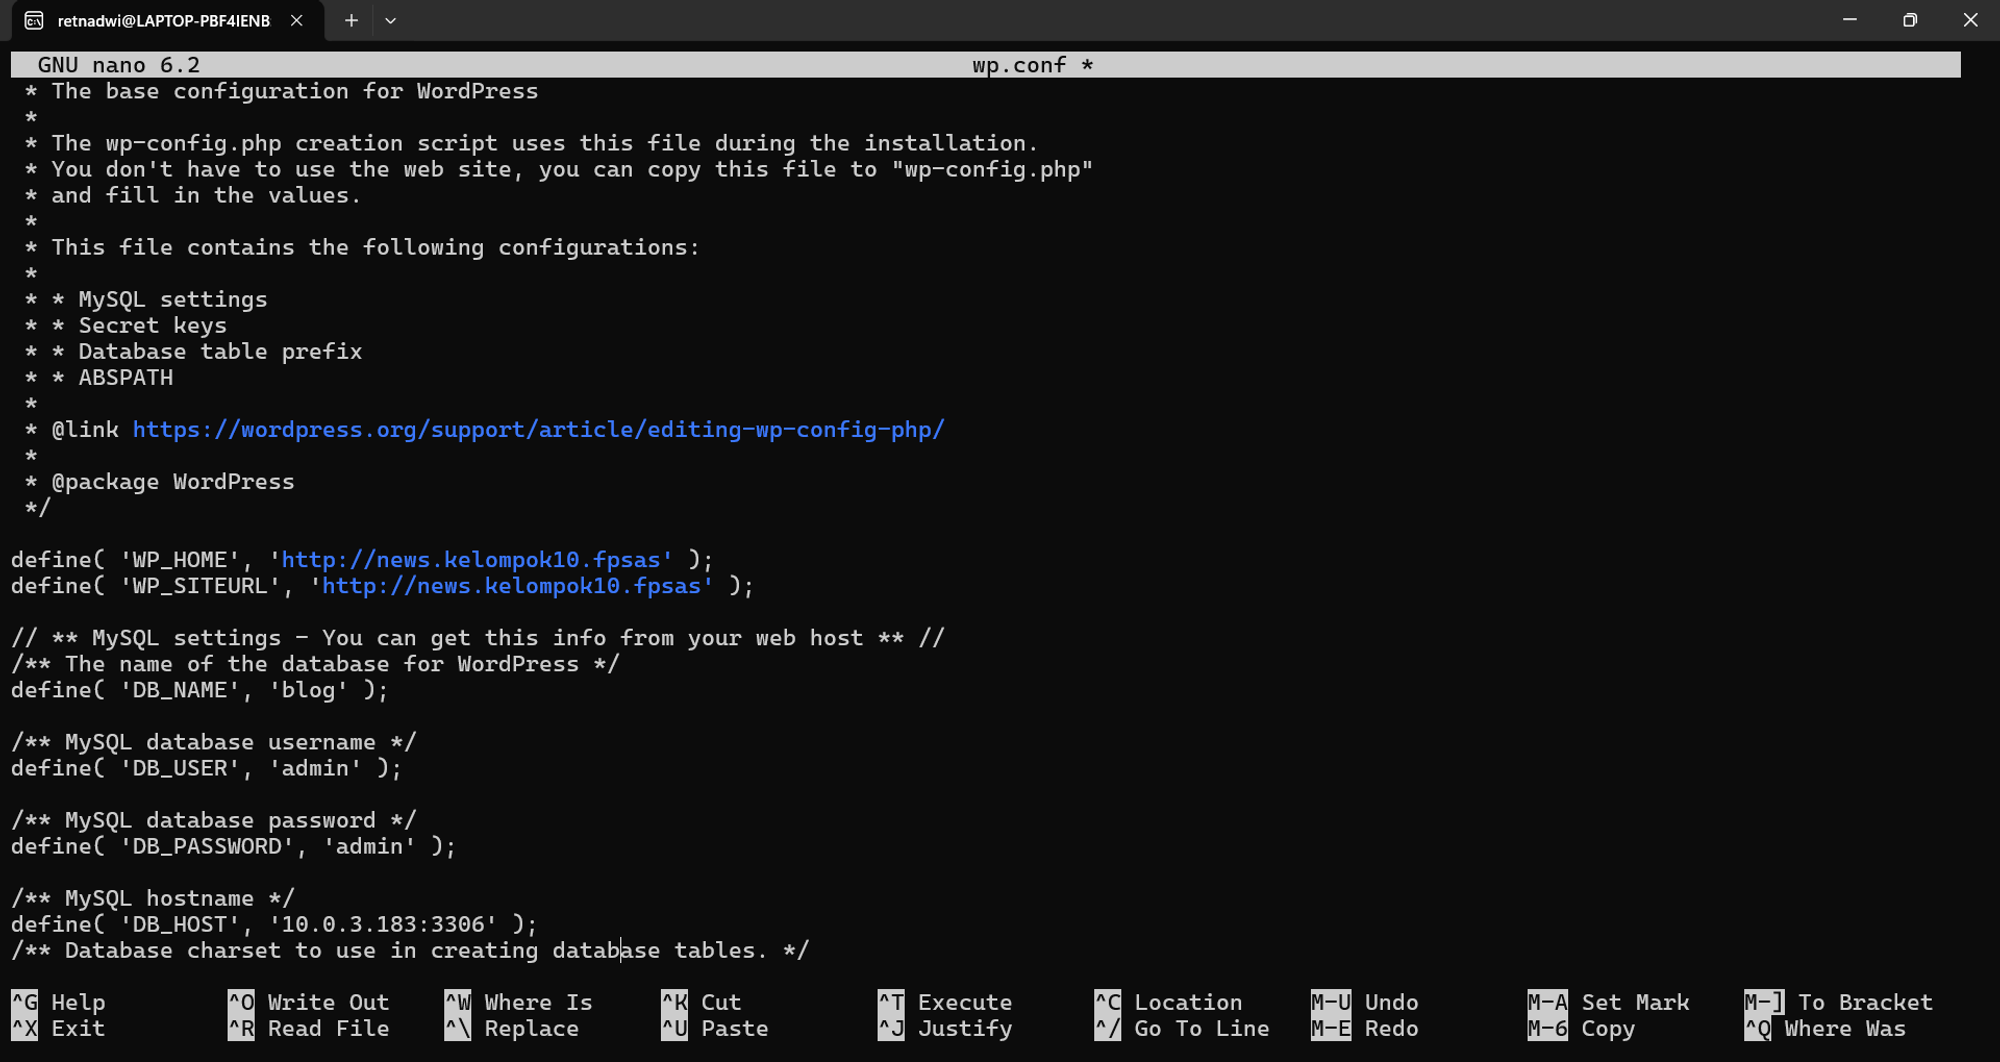 retnadwi@LAPTOP-PBF4IENB
GNU nano 6.2 wp.conf *
* The base configuration for WordPress
*
* The wp-config.php creation script uses this file during the installation.
* You don't have to use the web site, you can copy this file to "wp-config.php"
* and fill in the values.
*
* This file contains the following configurations:
*
* * MySQL settings
* * Secret keys
* * Database table prefix
* * ABSPATH
*
* @link https://wordpress.org/support/article/editing-wp-config-php/
*
* @package WordPress
*/
define( 'WP_HOME', 'http://news.kelompok10.fpsas' );
define( 'WP_SITEURL', 'http://news.kelompok10.fpsas' );
// ** MySQL settings - You can get this info from your web host ** //
/** The name of the database for WordPress */
define( 'DB_NAME', 'blog' );
/** MySQL database username */
define( 'DB_USER', 'admin' );
/** MySQL database password */
define( 'DB_PASSWORD', 'admin' );
/** MySQL hostname */
define( 'DB_HOST', '10.0.3.183:3306' );
/** Database charset to use in creating database tables. */
^G Help ^O Write Out ^W Where Is ^K Cut ^T Execute ^C Location M-U Undo M-A Set Mark M-] To Bracket
^X Exit ^R Read File ^\ Replace ^U Paste ^J Justify ^/ Go To Line M-E Redo M-6 Copy ^Q Where Was